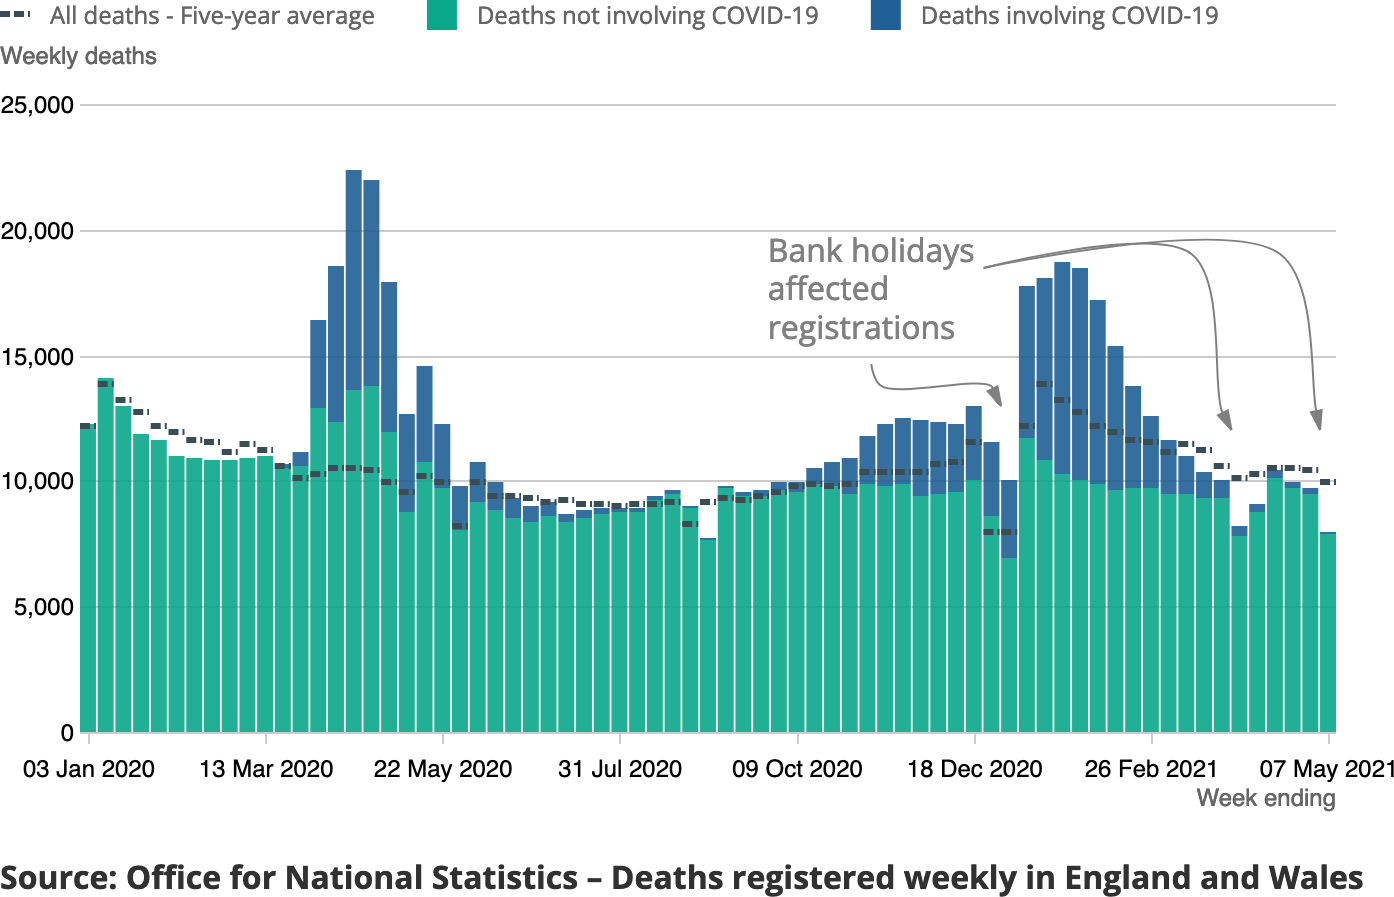 All deaths - Five-year average Deaths not involving COVID-19 Deaths involving COVID-19
Weekly deaths
25,000
20,000
Bank holidays
affected
registrations
15,000
10,000
5,000
0
03 Jan 2020 13 Mar 2020 22 May 2020 31 Jul 2020 09 Oct 2020 18 Dec 2020 26 Feb 2021 07 May 2021
Week ending
Source: Office for National Statistics – Deaths registered weekly in England and Wales